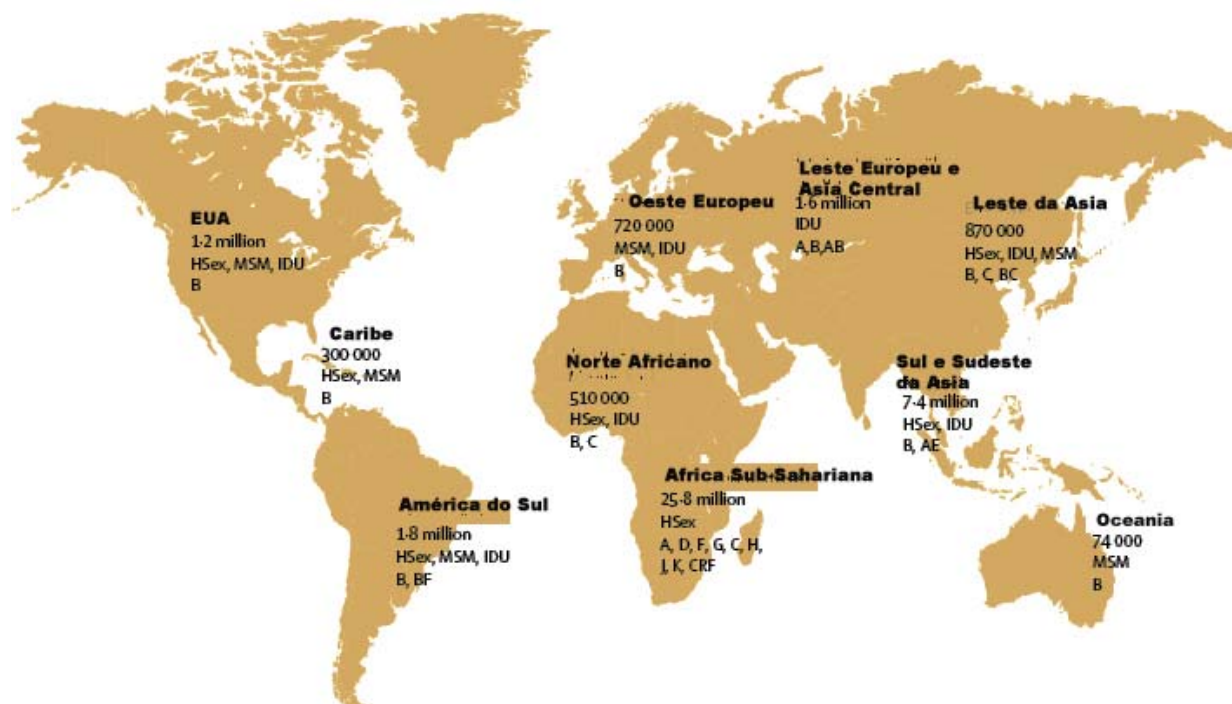 EUA
1·2 million
HSex, MSM, IDU
B
Caribe
300 000
HSex, MSM
B
América do Sul
1·8 million
HSex, MSM, IDU
B, BF
Oeste Europeu
720 000
MSM, IDU
B
Norte Africano
510 000
HSex, IDU
B, C
Africa Sub-Sahariana
25·8 million
HSex
A, D, F, G, C, H,
J, K, CRF
Leste Europeu e
Asia Central
1·6 million
IDU
A,B,AB
Leste da Asia
870 000
HSex, IDU, MSM
B, C, BC
Sul e Sudeste
da Asia
7·4 million
HSex, IDU
B, AE
Oceania
74 000
MSM
B